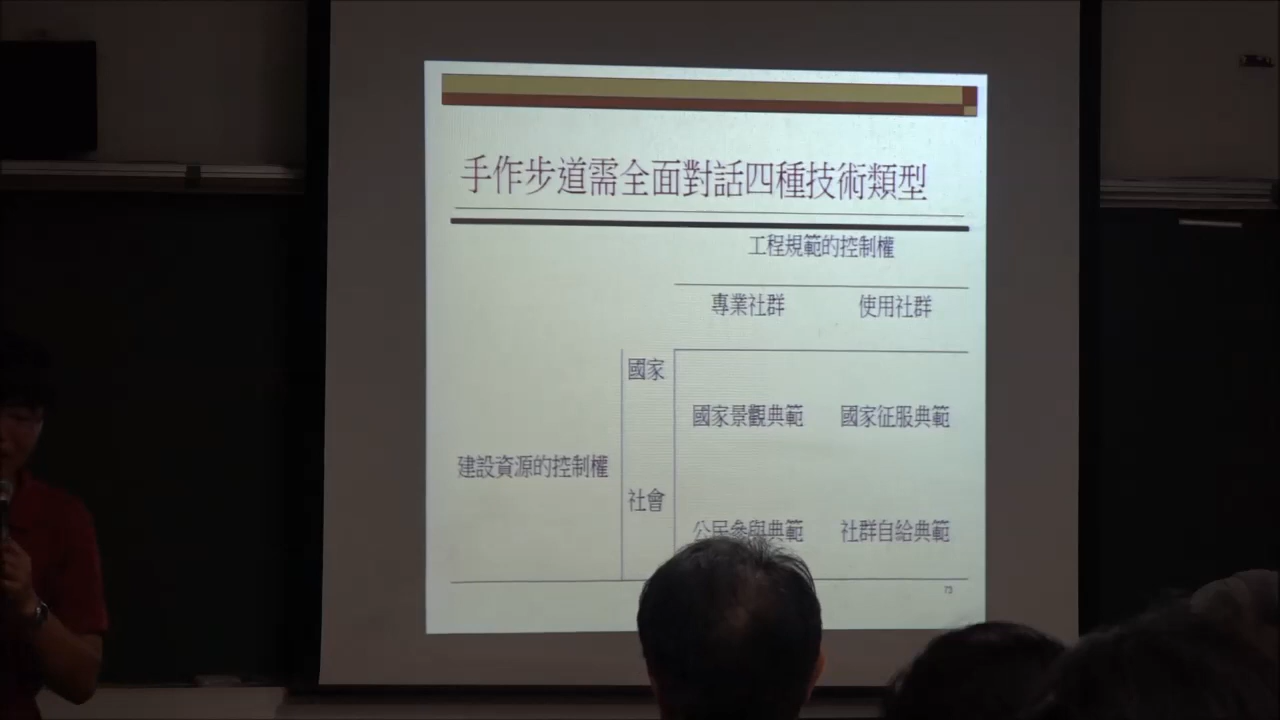 手作步道需全面對話四種技術類型
工程規範的控制權
專業社群 使用社群
國家
國家景觀典範 國家征服典範
建設資源的控制權
社會
公民參與典範 社群自給典範
73